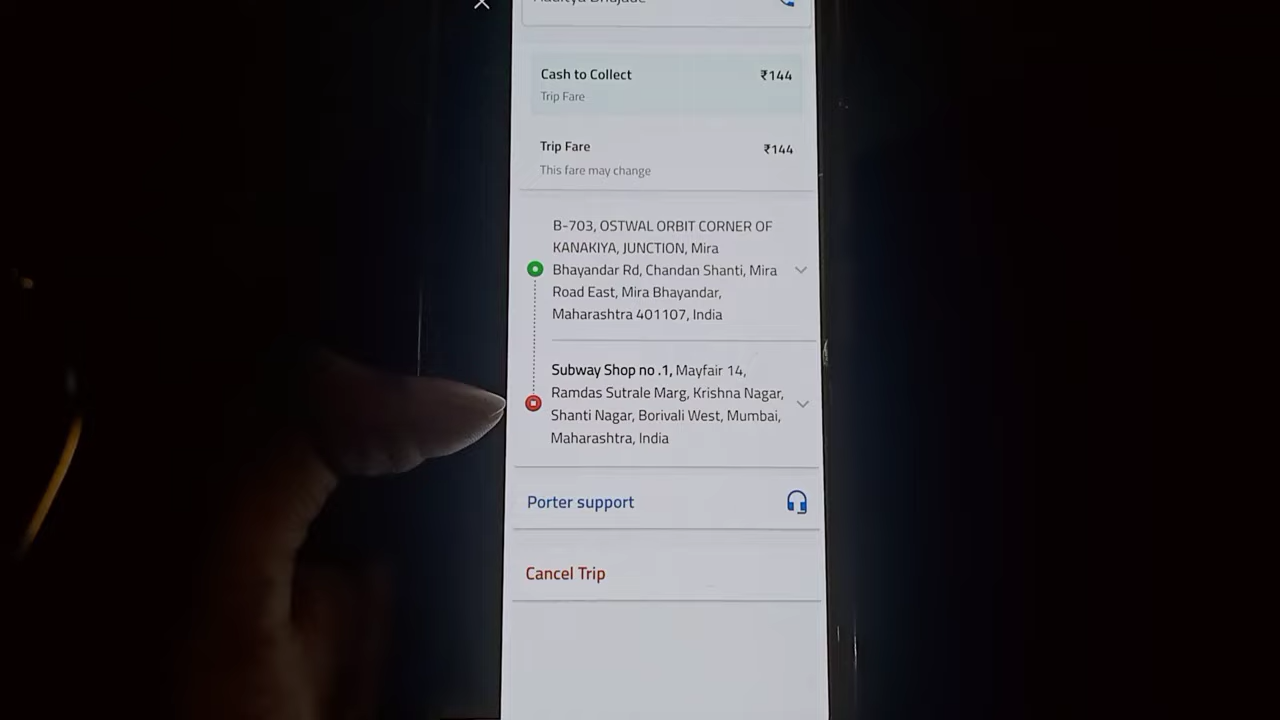 Cash to Collect ₹144
Trip Fare
Trip Fare ₹144
This fare may change
B-703, OSTWAL ORBIT CORNER OF
KANAKIYA, JUNCTION, Mira
Bhayandar Rd, Chandan Shanti, Mira
Road East, Mira Bhayandar,
Maharashtra 401107, India
Subway Shop no .1, Mayfair 14,
Ramdas Sutrale Marg, Krishna Nagar,
Shanti Nagar, Borivali West, Mumbai,
Maharashtra, India
Porter support
Cancel Trip